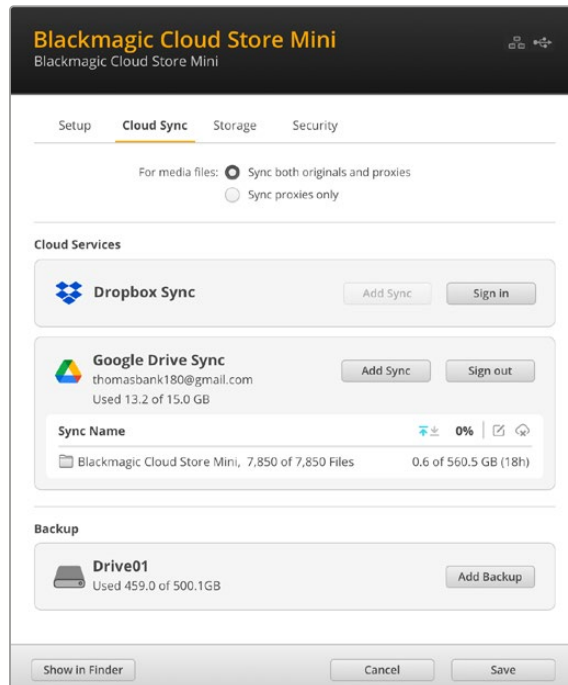 Blackmagic Cloud Store Mini
Blackmagic Cloud Store Mini
Setup Cloud Sync Storage Security
For media files: Sync both originals and proxies
Sync proxies only
Cloud Services
Dropbox Sync Add Sync Sign in
Google Drive Sync
thomasbank180@gmail.com Add Sync Sign out
Used 13.2 of 15.0 GB
Sync Name 0%
Blackmagic Cloud Store Mini, 7,850 of 7,850 Files 0.6 of 560.5 GB (18h)
Backup
Drive01
Used 459.0 of 500.1GB Add Backup
Show in Finder Cancel Save